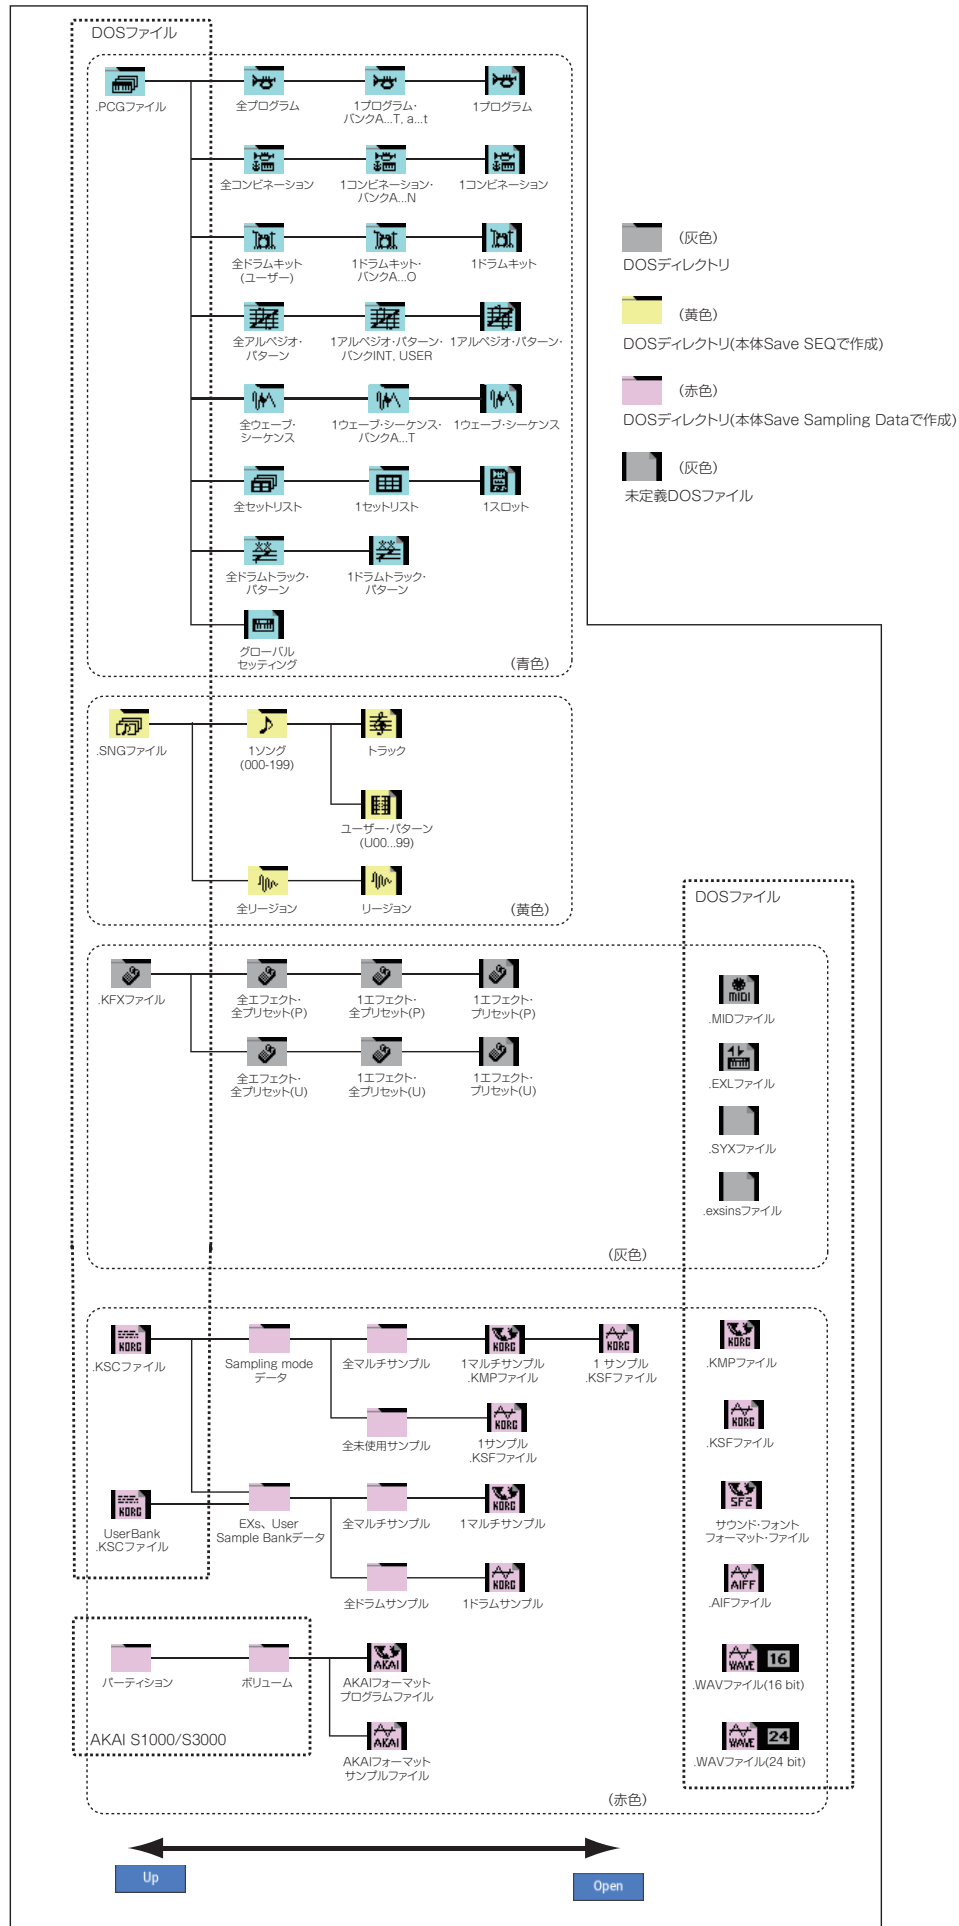 DOSファイル
.PCGファイル
全プログラム
1プログラム・
バンクA...T, a...t
1プログラム
全コンビネーション
1コンビネーション・
バンクA...N
1コンビネーション
全ドラムキット
(ユーザー)
1ドラムキット・
バンクA...O
1ドラムキット
全アルペジオ・
パターン
1アルペジオ・パターン・
バンクINT, USER
1アルペジオ・パターン・
全ウェーブ・
シーケンス
1ウェーブ・シーケンス・
バンクA...T
1ウェーブ・シーケンス
全セットリスト
1セットリスト
1スロット
全ドラムトラック・
パターン
1ドラムトラック・
パターン
グローバル
セッティング
(青色)
(灰色)
DOSディレクトリ
(黄色)
DOSディレクトリ(本体Save SEQで作成)
(赤色)
DOSディレクトリ(本体Save Sampling Dataで作成)
(灰色)
未定義DOSファイル
.SNGファイル
1ソング
(000-199)
トラック
ユーザー・パターン
(U00...99)
全リージョン
リージョン
(黄色)
DOSファイル
.KFXファイル
全エフェクト・
全プリセット(P)
1エフェクト・
全プリセット(P)
1エフェクト・
プリセット(P)
全エフェクト・
全プリセット(U)
1エフェクト・
全プリセット(U)
1エフェクト・
プリセット(U)
MIDI
.MIDファイル
.EXLファイル
.SYXファイル
.exsinsファイル
(灰色)
KORG
.KSCファイル
Sampling mode
データ
全マルチサンプル
KORG
1マルチサンプル
.KMPファイル
KORG
1 サンプル
.KSFファイル
全未使用サンプル
KORG
1サンプル
.KSFファイル
KORG
UserBank
.KSCファイル
EXs、User
Sample Bankデータ
全マルチサンプル
KORG
1マルチサンプル
全ドラムサンプル
KORG
1ドラムサンプル
KORG
.KMPファイル
KORG
.KSFファイル
SF2
サウンド・フォント
フォーマット・ファイル
AIFF
.AIFファイル
WAVE 16
.WAVファイル(16 bit)
WAVE 24
.WAVファイル(24 bit)
パーティション
ボリューム
AKAI S1000/S3000
AKAI
AKAIフォーマット
プログラムファイル
AKAI
AKAIフォーマット
サンプルファイル
(赤色)
Up
Open